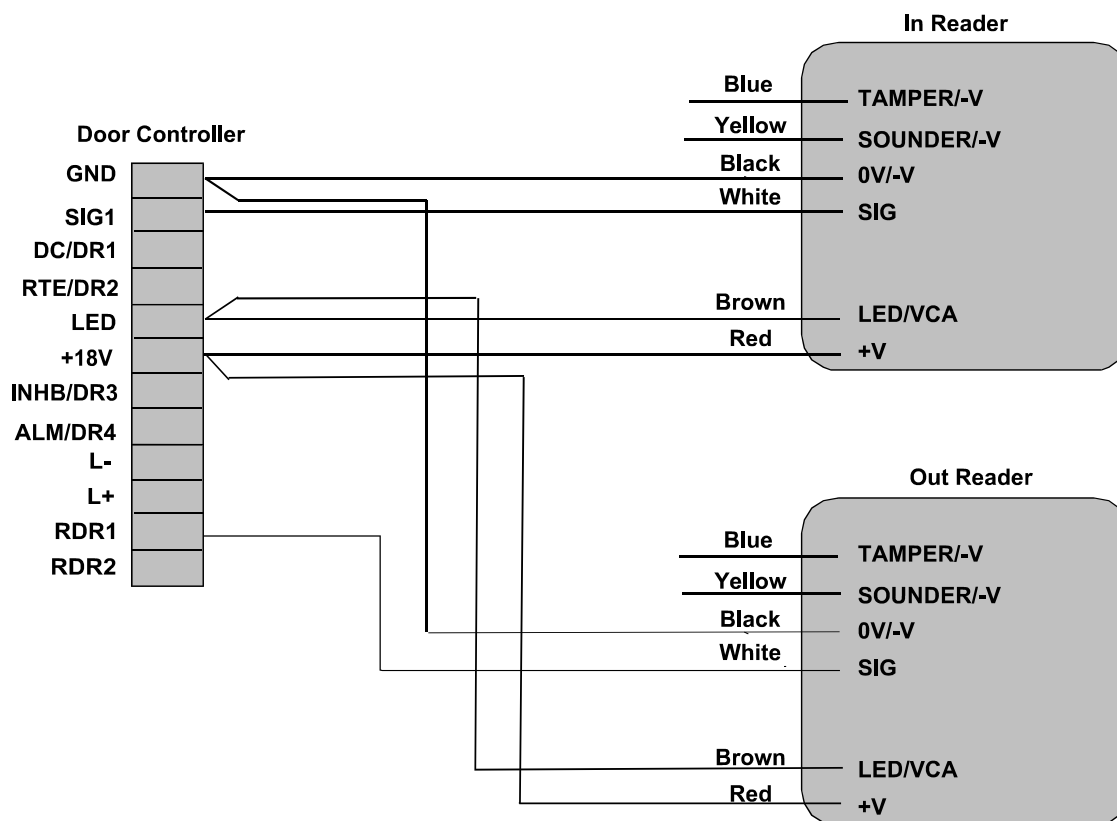 In Reader
Blue
TAMPER/-V
Yellow
SOUNDER/-V
Black
0V/-V
White
SIG
Brown
LED/VCA
Red
+V
Door Controller
GND
SIG1
DC/DR1
RTE/DR2
LED
+18V
INHB/DR3
ALM/DR4
L-
L+
RDR1
RDR2
Out Reader
Blue
TAMPER/-V
Yellow
SOUNDER/-V
Black
0V/-V
White
SIG
Brown
LED/VCA
Red
+V